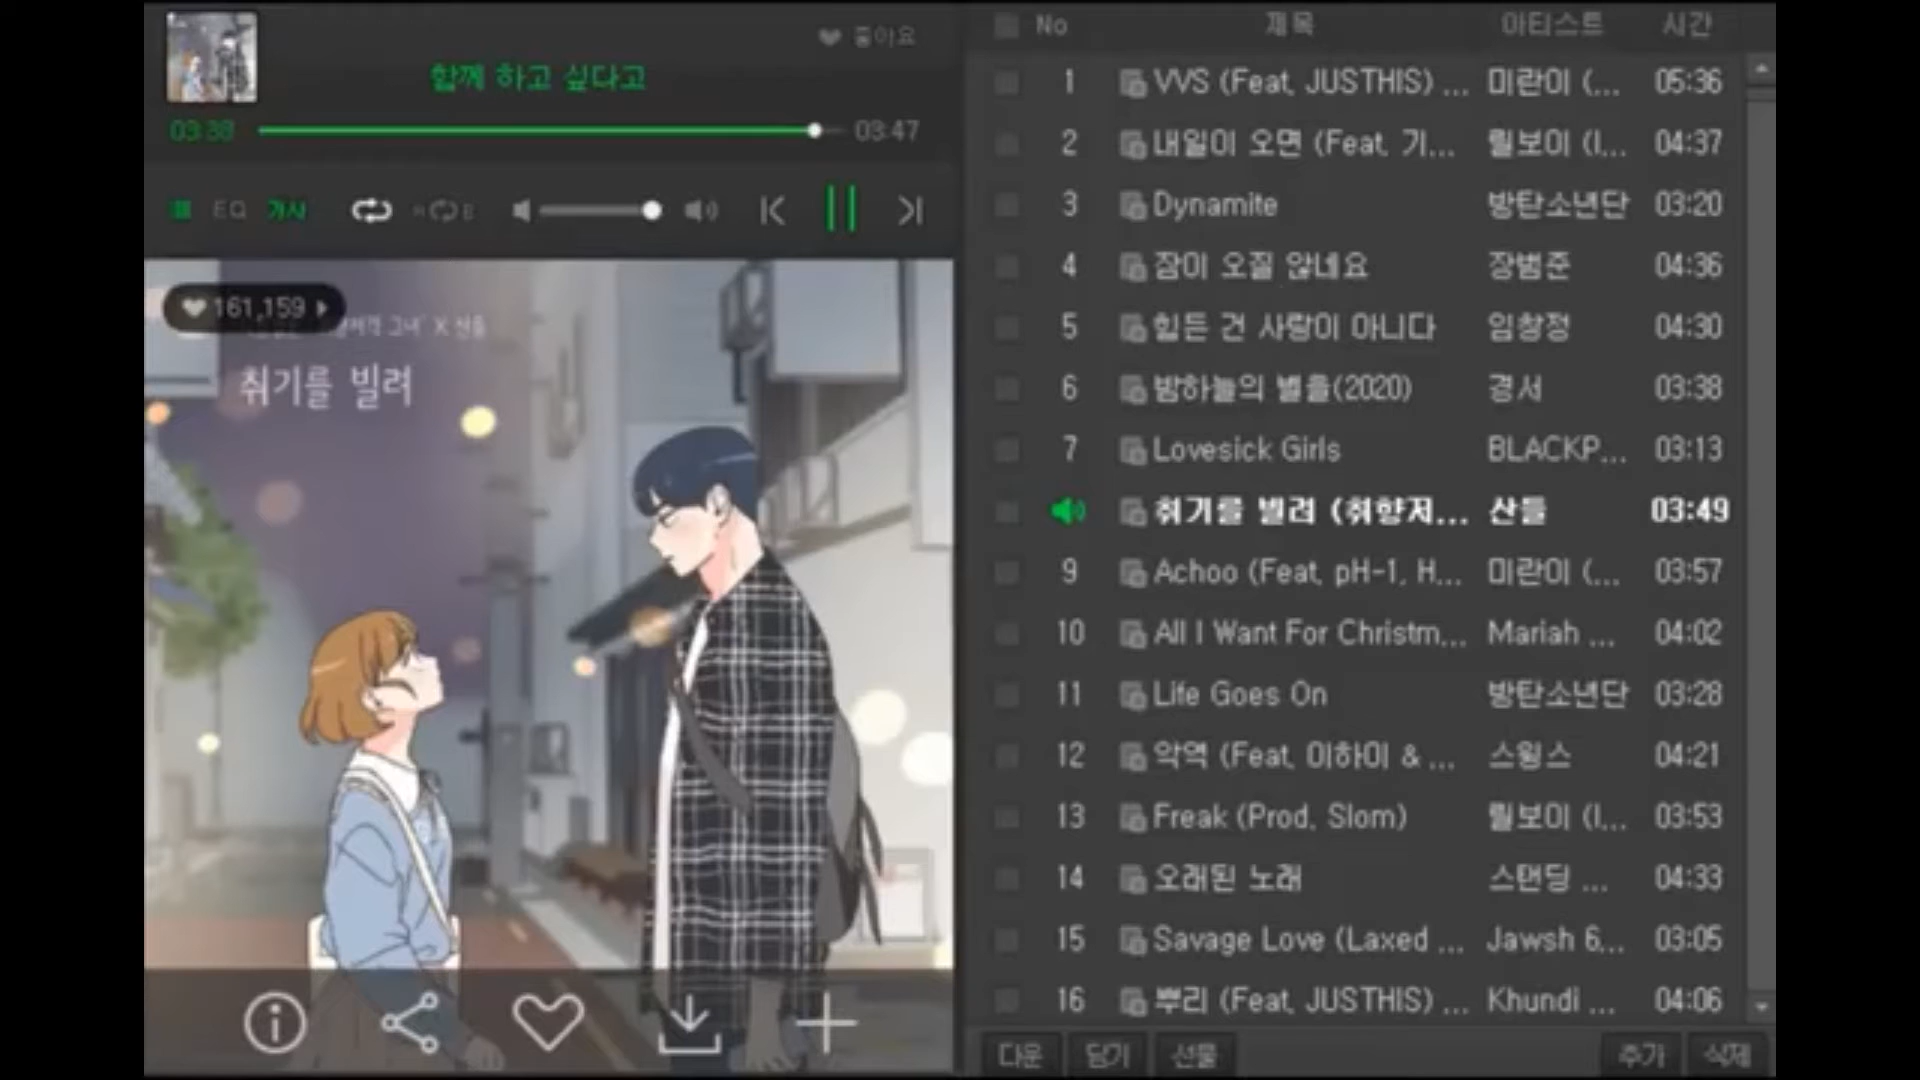 좋아요
함께 하고 싶다고
03:38 03:47
EQ 가사
161,159
그녀' X 산들
취기를 빌려
No 제목 아티스트 시간
1 VVS (Feat. JUSTHIS) ... 미란이 (... 05:36
2 내일이 오면 (Feat. 기... 릴보이 (l... 04:37
3 Dynamite 방탄소년단 03:20
4 잠이 오질 않네요 장범준 04:36
5 힘든 건 사랑이 아니다 임창정 04:30
6 밤하늘의 별을(2020) 경서 03:38
7 Lovesick Girls BLACKP... 03:13
취기를 빌려 (취향저... 산들 03:49
9 Achoo (Feat. pH-1, H... 미란이 (... 03:57
10 All I Want For Christm... Mariah ... 04:02
11 Life Goes On 방탄소년단 03:28
12 악역 (Feat. 이하이 & ... 스윙스 04:21
13 Freak (Prod. Slom) 릴보이 (l... 03:53
14 오래된 노래 스탠딩 ... 04:33
15 Savage Love (Laxed ... Jawsh 6... 03:05
16 뿌리 (Feat. JUSTHIS) ... Khundi ... 04:06
다운 담기 선물 추가 삭제